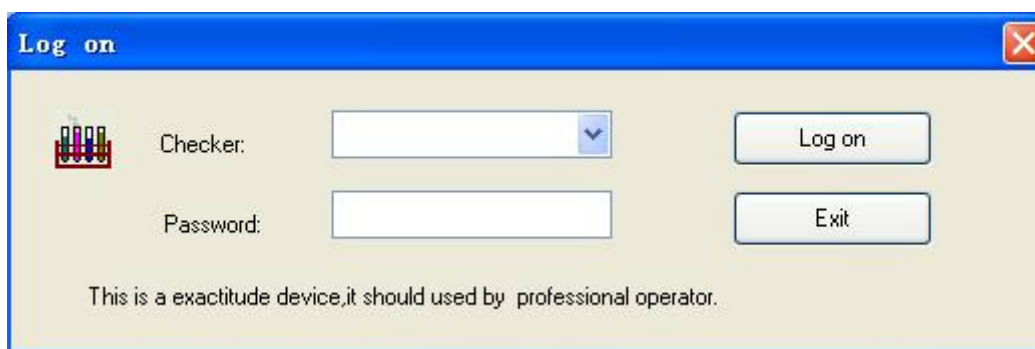 Log on
Checker:
Log on
Password:
Exit
This is a exactitude device,it should used by  professional operator.